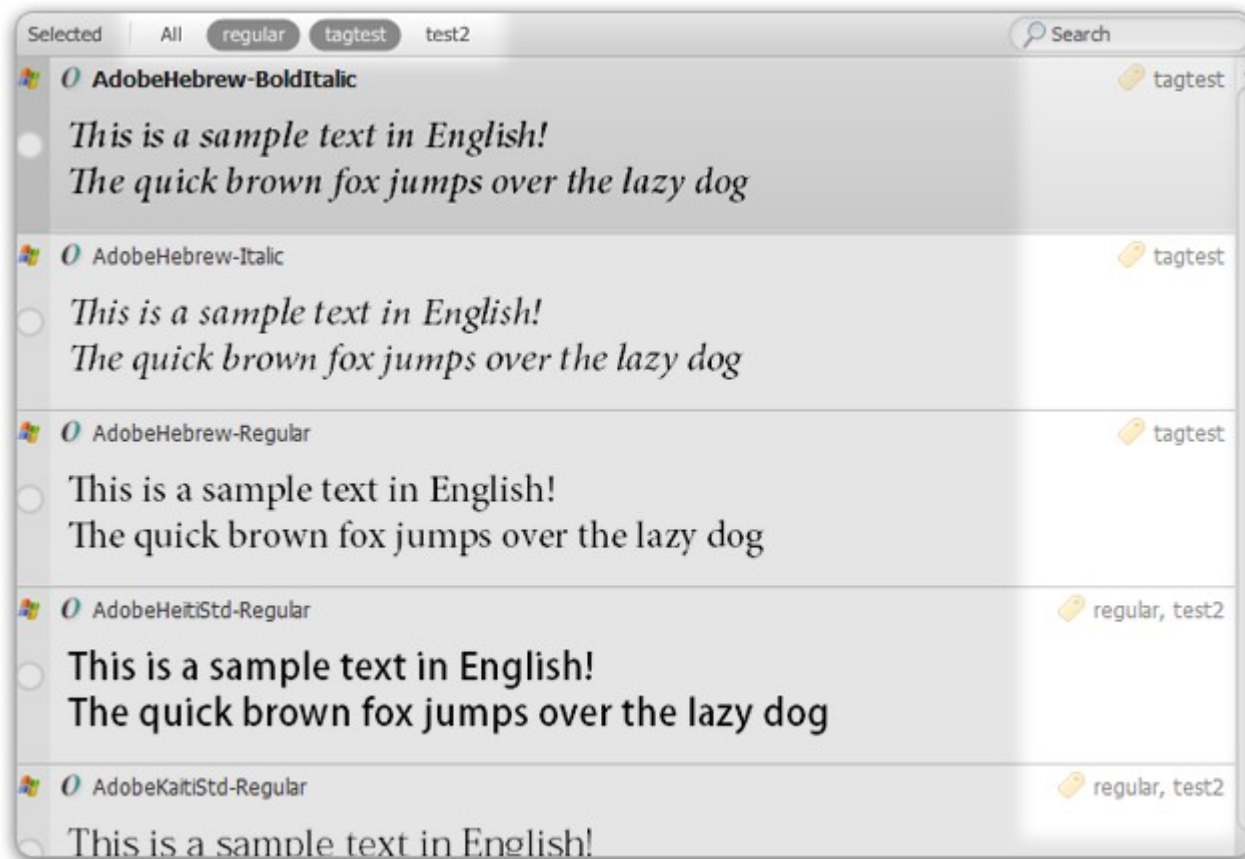 Selected All regular tagtest test2 Search
AdobeHebrew-BoldItalic tagtest
This is a sample text in English!
The quick brown fox jumps over the lazy dog
AdobeHebrew-Italic tagtest
This is a sample text in English!
The quick brown fox jumps over the lazy dog
AdobeHebrew-Regular tagtest
This is a sample text in English!
The quick brown fox jumps over the lazy dog
AdobeHeitiStd-Regular regular, test2
This is a sample text in English!
The quick brown fox jumps over the lazy dog
AdobeKaitiStd-Regular regular, test2
This is a sample text in English!